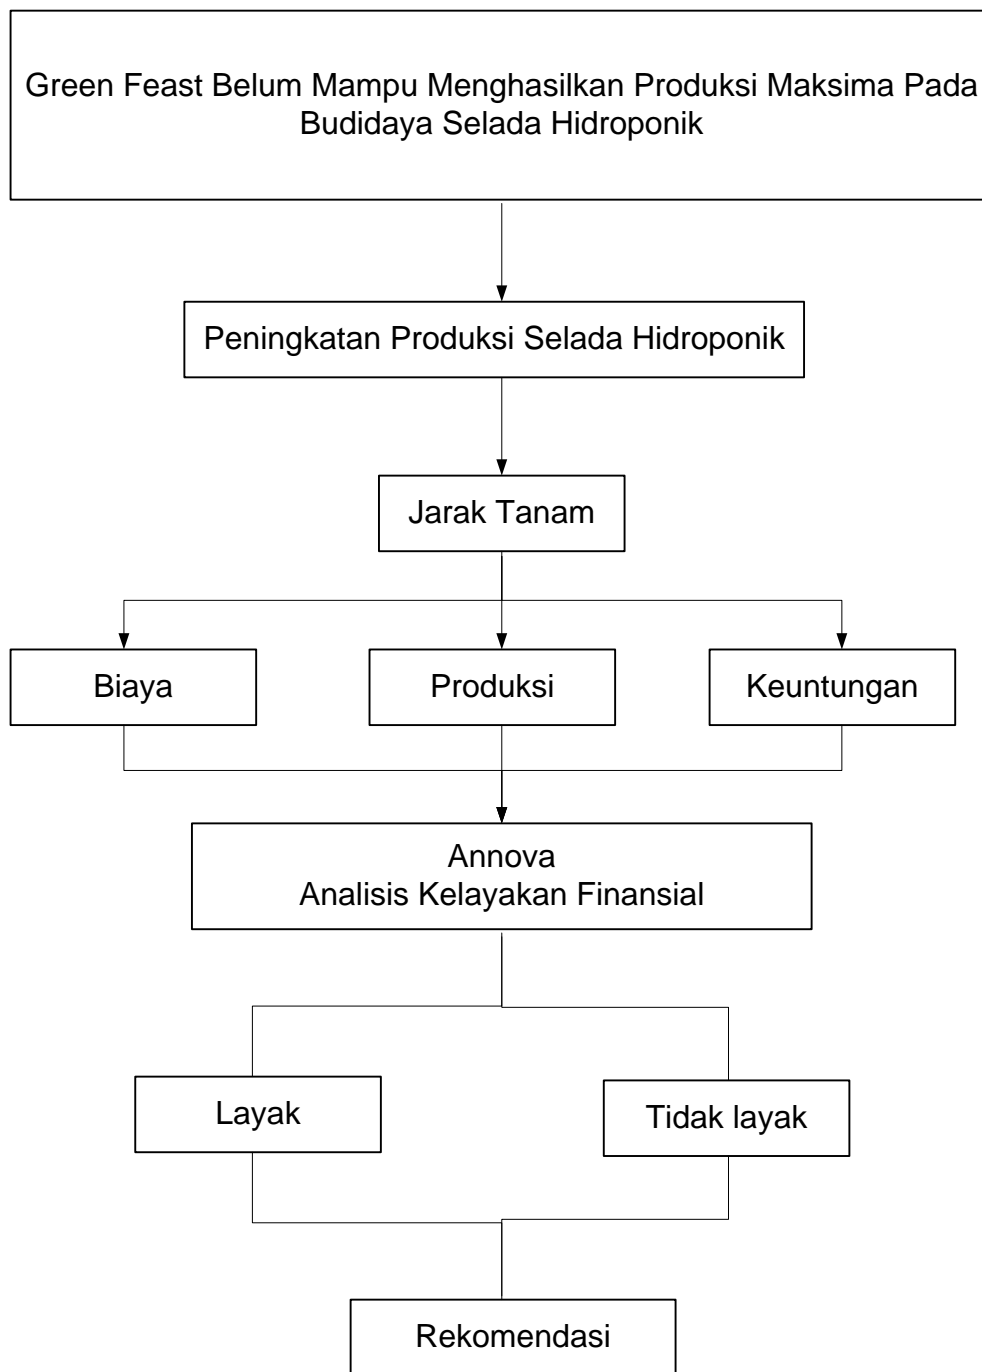 Green Feast Belum Mampu Menghasilkan Produksi Maksima Pada
Budidaya Selada Hidroponik
Peningkatan Produksi Selada Hidroponik
Jarak Tanam
Biaya
Produksi
Keuntungan
Annova
Analisis Kelayakan Finansial
Layak
Tidak layak
Rekomendasi